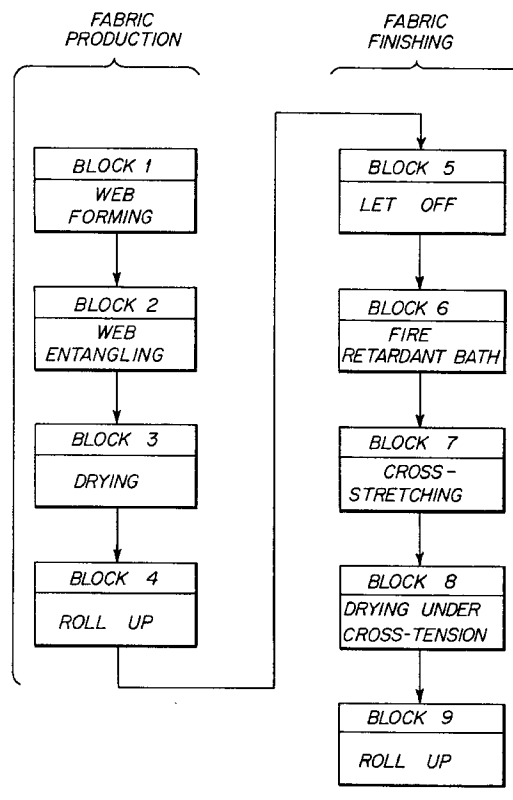 FABRIC
PRODUCTION
BLOCK 1
WEB
FORMING
BLOCK 2
WEB
ENTANGLING
BLOCK 3
DRYING
BLOCK 4
ROLL UP
FABRIC
FINISHING
BLOCK 5
LET OFF
BLOCK 6
FIRE
RETARDANT BATH
BLOCK 7
CROSS-
STRETCHING
BLOCK 8
DRYING UNDER
CROSS-TENSION
BLOCK 9
ROLL UP